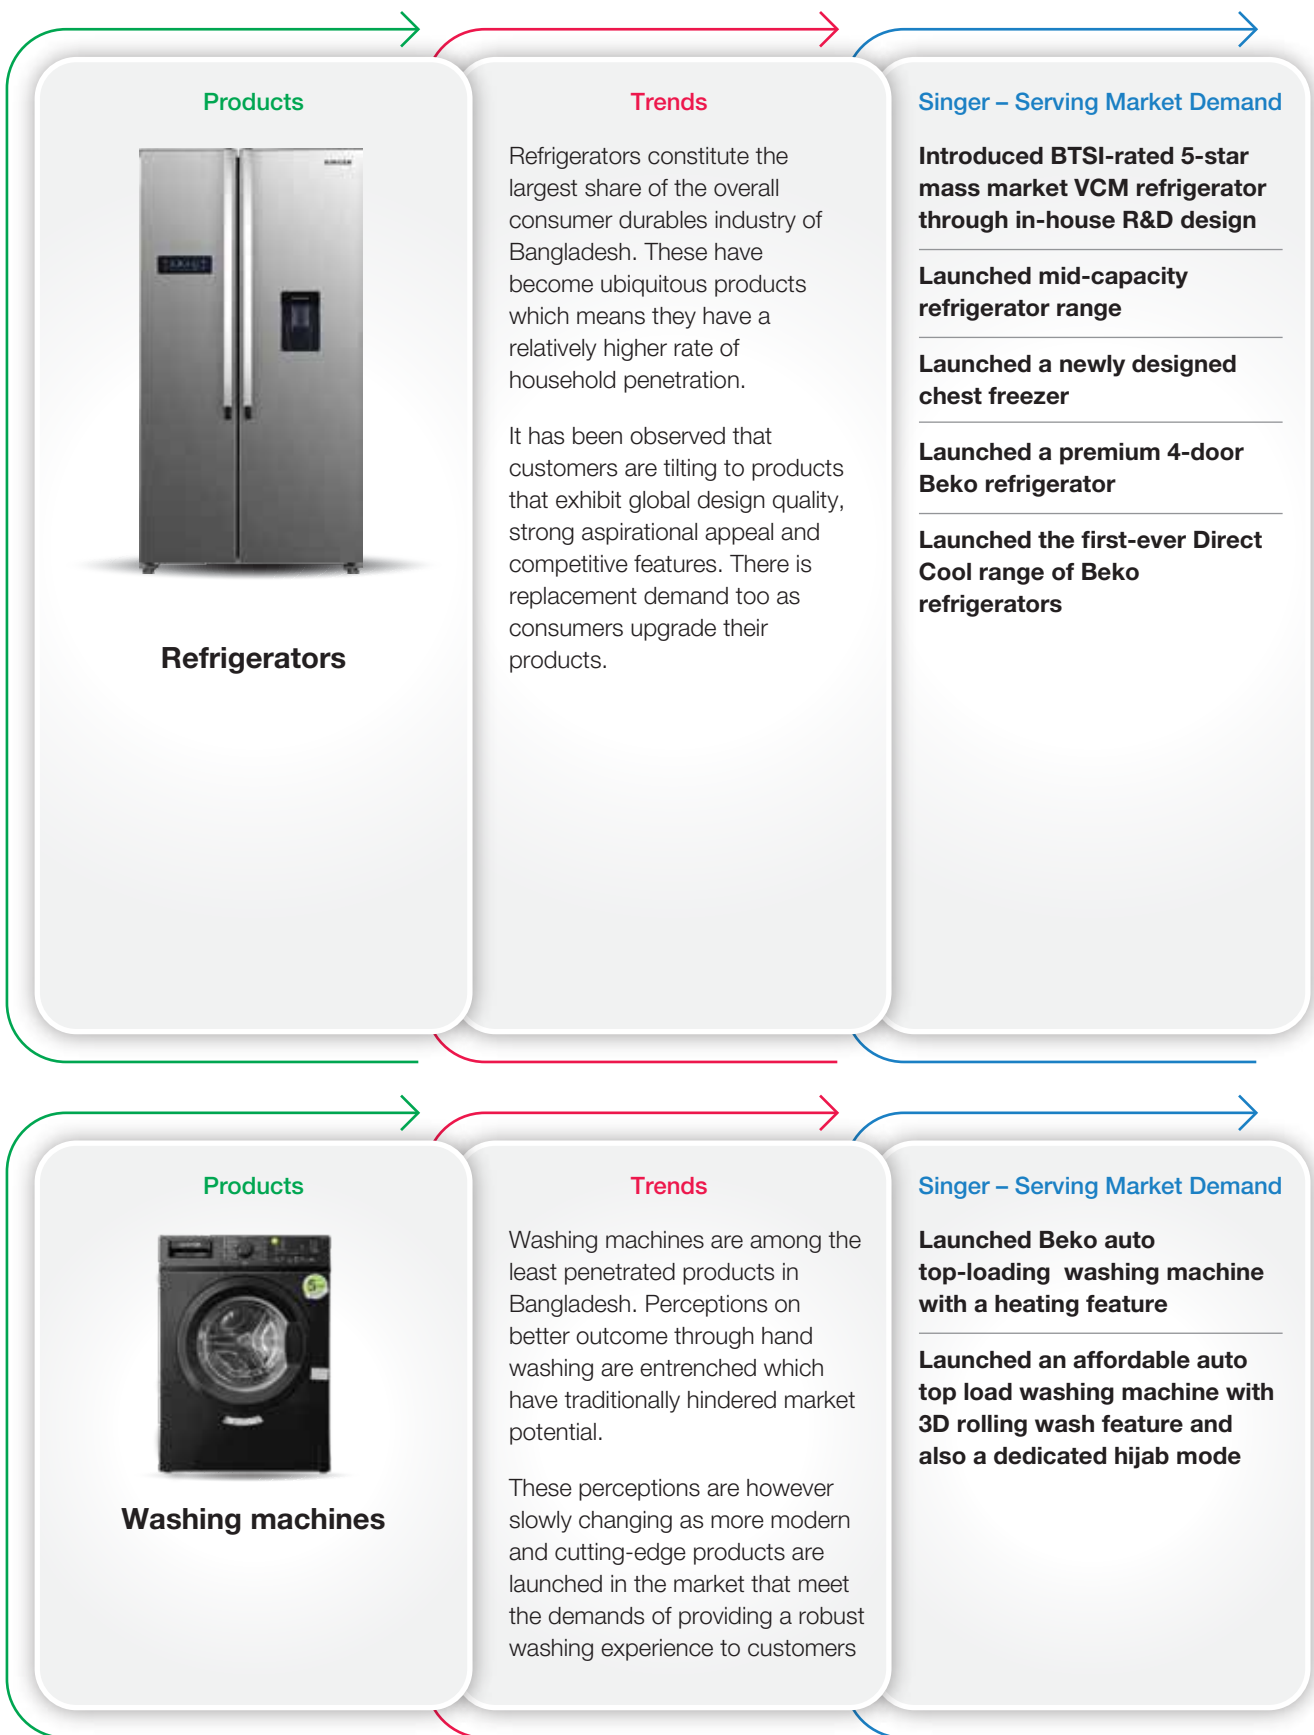 Products
SINGER
Refrigerators
Trends
Refrigerators constitute the
largest share of the overall
consumer durables industry of
Bangladesh. These have
become ubiquitous products
which means they have a
relatively higher rate of
household penetration.
It has been observed that
customers are tilting to products
that exhibit global design quality,
strong aspirational appeal and
competitive features. There is
replacement demand too as
consumers upgrade their
products.
Singer – Serving Market Demand
Introduced BTSI-rated 5-star
mass market VCM refrigerator
through in-house R&D design
Launched mid-capacity
refrigerator range
Launched a newly designed
chest freezer
Launched a premium 4-door
Beko refrigerator
Launched the first-ever Direct
Cool range of Beko
refrigerators
Products
Washing machines
Trends
Washing machines are among the
least penetrated products in
Bangladesh. Perceptions on
better outcome through hand
washing are entrenched which
have traditionally hindered market
potential.
These perceptions are however
slowly changing as more modern
and cutting-edge products are
launched in the market that meet
the demands of providing a robust
washing experience to customers
Singer – Serving Market Demand
Launched Beko auto
top-loading  washing machine
with a heating feature
Launched an affordable auto
top load washing machine with
3D rolling wash feature and
also a dedicated hijab mode